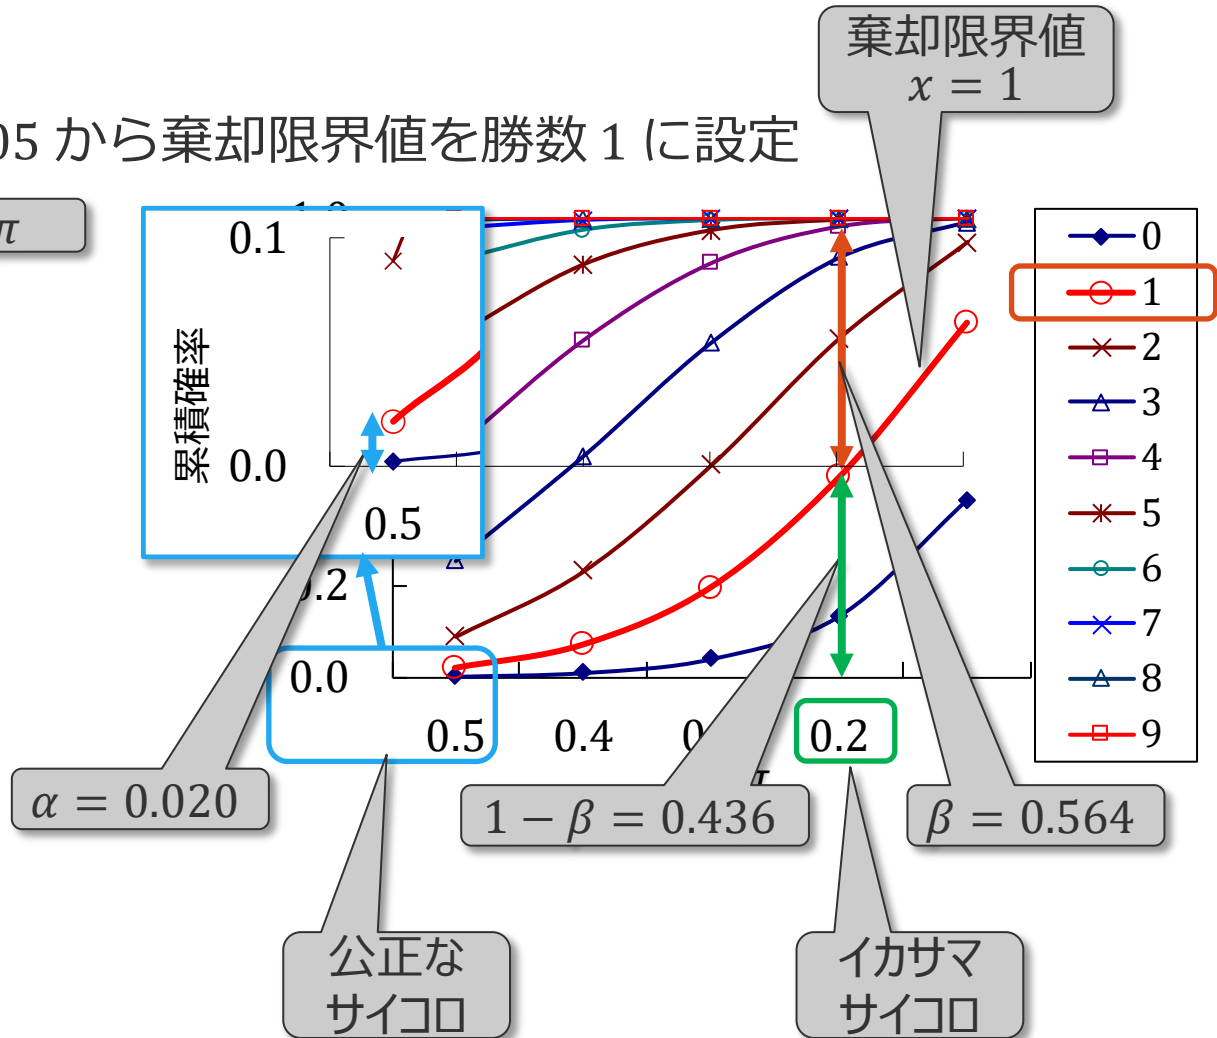 棄却限界値
x = 1
05 から棄却限界値を勝数 1 に設定
π
0.1
累積確率
0.0
0.5
0.2
0.0
0.5
0.4
0.2
0
1
2
3
4
5
6
7
8
9
α = 0.020
1 − β = 0.436
β = 0.564
公正な
サイコロ
イカサマ
サイコロ